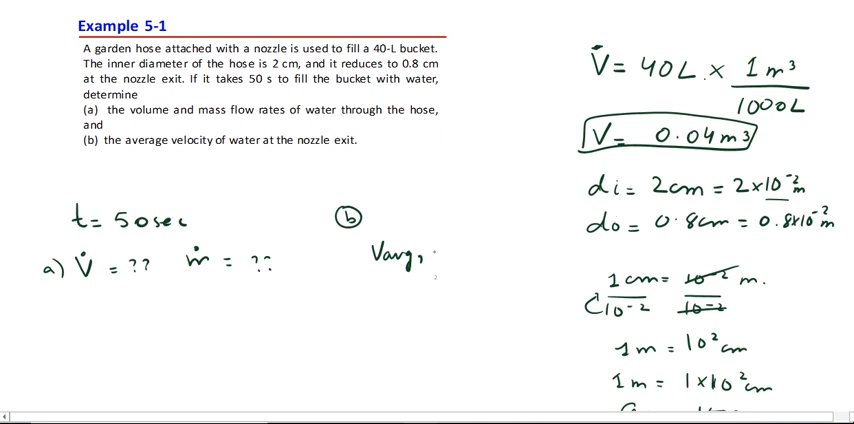 Example 5-1
A garden hose attached with a nozzle is used to fill a 40-L bucket.
The inner diameter of the hose is 2 cm, and it reduces to 0.8 cm
at the nozzle exit. If it takes 50 s to fill the bucket with water,
determine
(a) the volume and mass flow rates of water through the hose,
and
(b) the average velocity of water at the nozzle exit.
t = 50 sec
a) V̇ = ?? ṁ = ??
(b)
Vavg,
V̇ = 40L × 1 m³
1000L
V = 0.04 m³
di = 2cm = 2×10⁻² m
do = 0.8cm = 0.8×10⁻² m
1 cm = 10⁻² m.
10⁻² 10⁻²
1 m = 10² cm
1 m = 1×10² cm